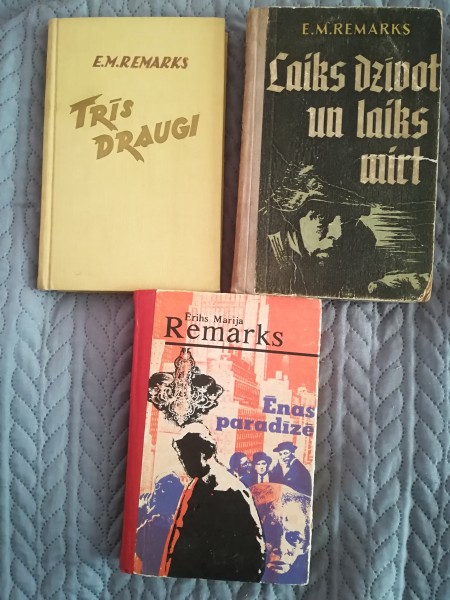 E.M.REMARKS
TRĪS
DRAUGI
E.M.REMARKS
Laiks dzīvot
un laiks
mirt
Ērihs Marija
Remarks
Ēnas
paradīzē